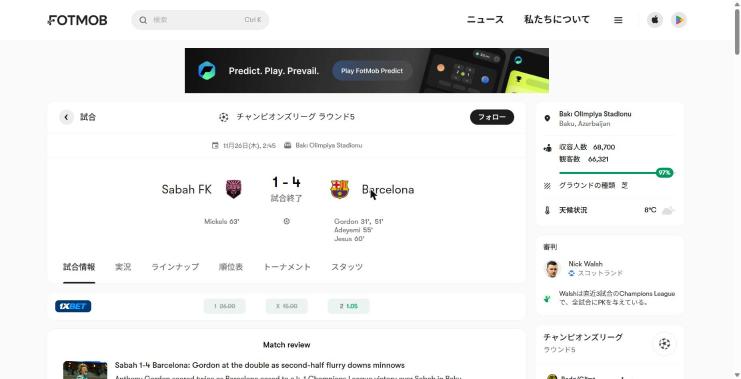 FOTMOB
検索
Ctrl K
ニュース
私たちについて
Predict. Play. Prevail.
Play FotMob Predict
試合
チャンピオンズリーグ ラウンド5
フォロー
11月26日(木), 2:45
Bakı Olimpiya Stadionu
Sabah FK
1 - 4
試合終了
Barcelona
Mickels 63'
Gordon 31', 51'
Adeyemi 55'
Jesus 60'
試合情報
実況
ラインナップ
順位表
トーナメント
スタッツ
1XBET
1 26.00
X 15.00
2 1.05
Match review
Sabah 1-4 Barcelona: Gordon at the double as second-half flurry downs minnows
Bakı Olimpiya Stadionu
Baku, Azerbaijan
収容人数 68,700
観客数 66,321
97%
グラウンドの種類 芝
天候状況
8°C
審判
Nick Walsh
スコットランド
Walshは直近3試合のChampions League
で、全試合にPKを与えている。
チャンピオンズリーグ
ラウンド5